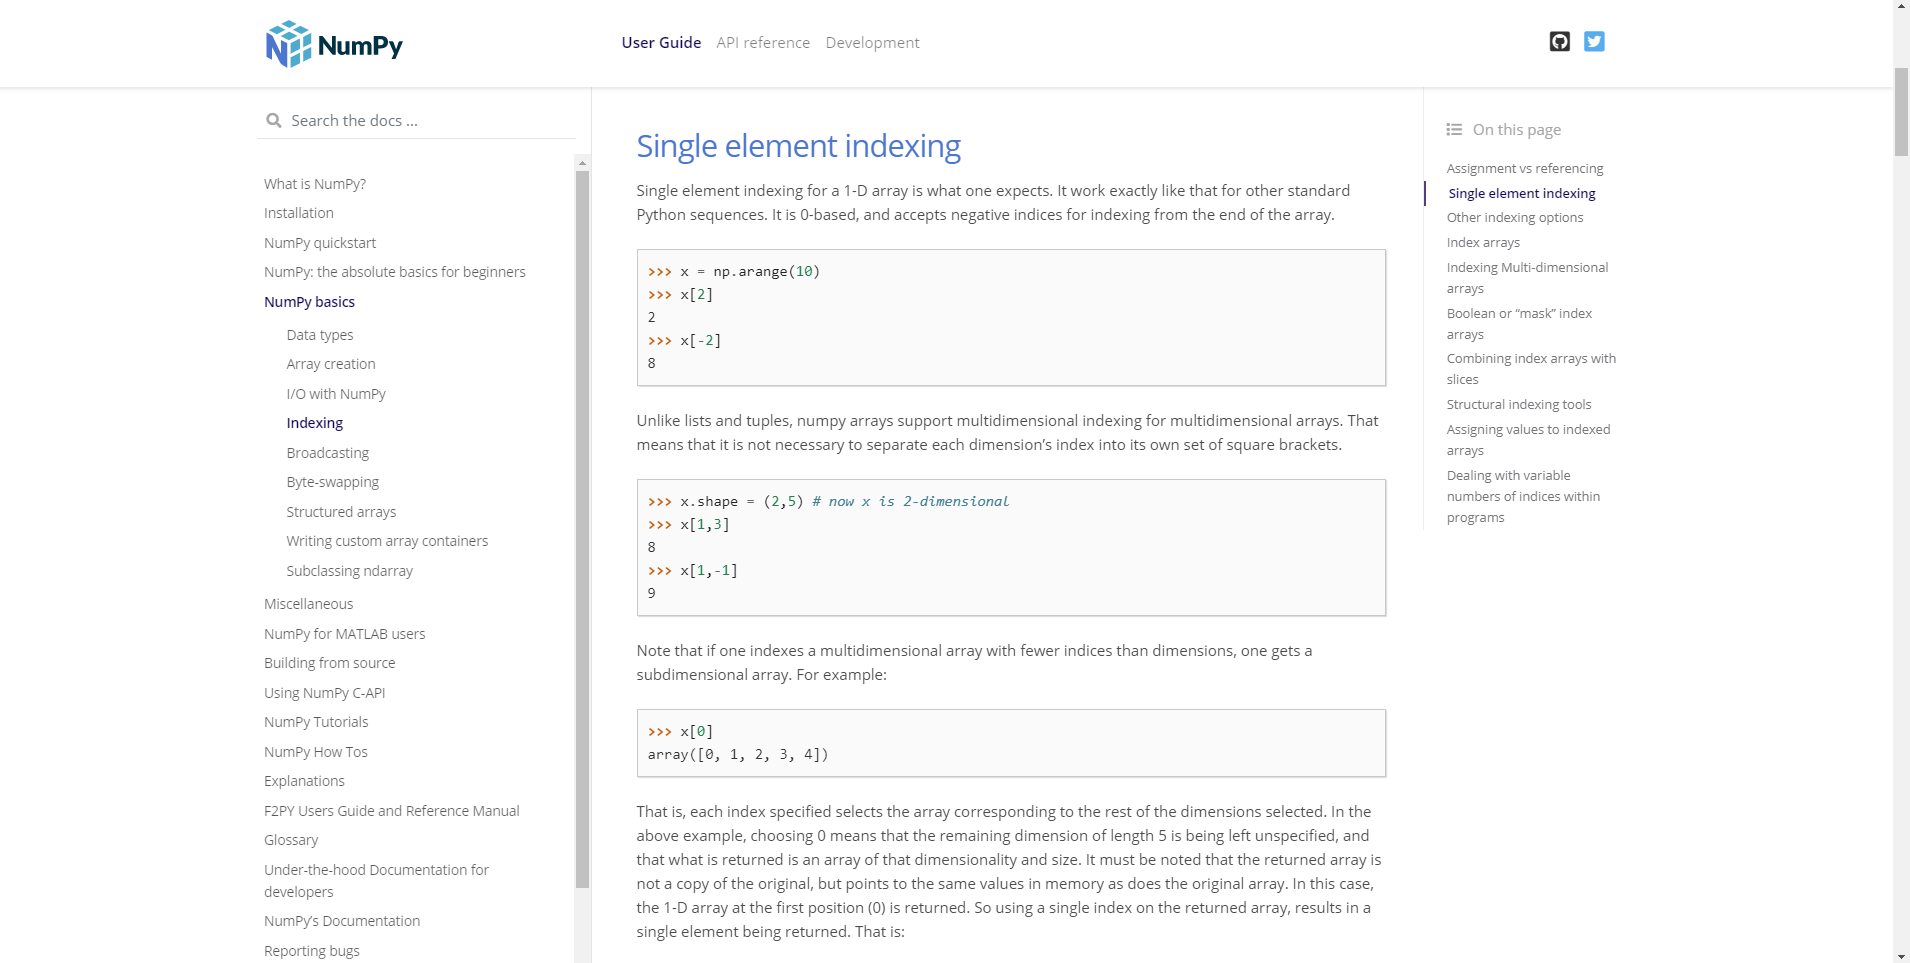 NumPy
User Guide API reference Development
Search the docs ...
What is NumPy?
Installation
NumPy quickstart
NumPy: the absolute basics for beginners
NumPy basics
Data types
Array creation
I/O with NumPy
Indexing
Broadcasting
Byte-swapping
Structured arrays
Writing custom array containers
Subclassing ndarray
Miscellaneous
NumPy for MATLAB users
Building from source
Using NumPy C-API
NumPy Tutorials
NumPy How Tos
Explanations
F2PY Users Guide and Reference Manual
Glossary
Under-the-hood Documentation for
developers
NumPy’s Documentation
Reporting bugs
Single element indexing
Single element indexing for a 1-D array is what one expects. It work exactly like that for other standard
Python sequences. It is 0-based, and accepts negative indices for indexing from the end of the array.
>>> x = np.arange(10)
>>> x[2]
2
>>> x[-2]
8
Unlike lists and tuples, numpy arrays support multidimensional indexing for multidimensional arrays. That
means that it is not necessary to separate each dimension’s index into its own set of square brackets.
>>> x.shape = (2,5) # now x is 2-dimensional
>>> x[1,3]
8
>>> x[1,-1]
9
Note that if one indexes a multidimensional array with fewer indices than dimensions, one gets a
subdimensional array. For example:
>>> x[0]
array([0, 1, 2, 3, 4])
That is, each index specified selects the array corresponding to the rest of the dimensions selected. In the
above example, choosing 0 means that the remaining dimension of length 5 is being left unspecified, and
that what is returned is an array of that dimensionality and size. It must be noted that the returned array is
not a copy of the original, but points to the same values in memory as does the original array. In this case,
the 1-D array at the first position (0) is returned. So using a single index on the returned array, results in a
single element being returned. That is:
On this page
Assignment vs referencing
Single element indexing
Other indexing options
Index arrays
Indexing Multi-dimensional
arrays
Boolean or “mask” index
arrays
Combining index arrays with
slices
Structural indexing tools
Assigning values to indexed
arrays
Dealing with variable
numbers of indices within
programs